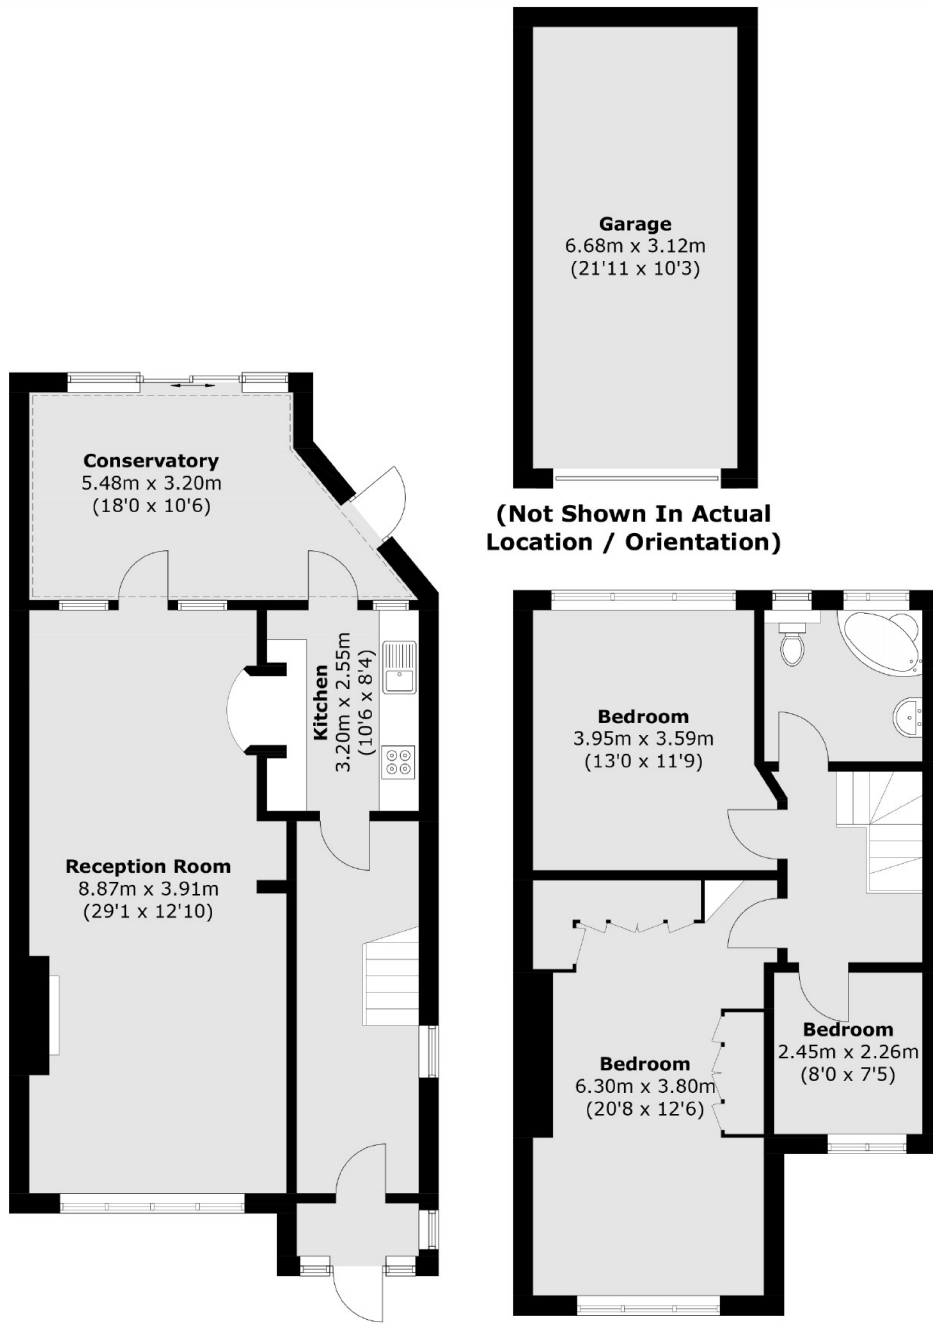 Garage
6.68m x 3.12m
(21'11 x 10'3)
(Not Shown In Actual
Location / Orientation)
Conservatory
5.48m x 3.20m
(18'0 x 10'6)
Kitchen
3.20m x 2.55m
(10'6 x 8'4)
Reception Room
8.87m x 3.91m
(29'1 x 12'10)
Bedroom
3.95m x 3.59m
(13'0 x 11'9)
Bedroom
6.30m x 3.80m
(20'8 x 12'6)
Bedroom
2.45m x 2.26m
(8'0 x 7'5)